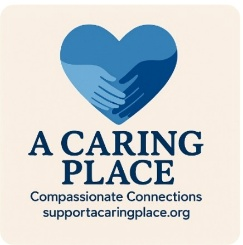 A CARING
PLACE
Compassionate Connections
supportacaringplace.org